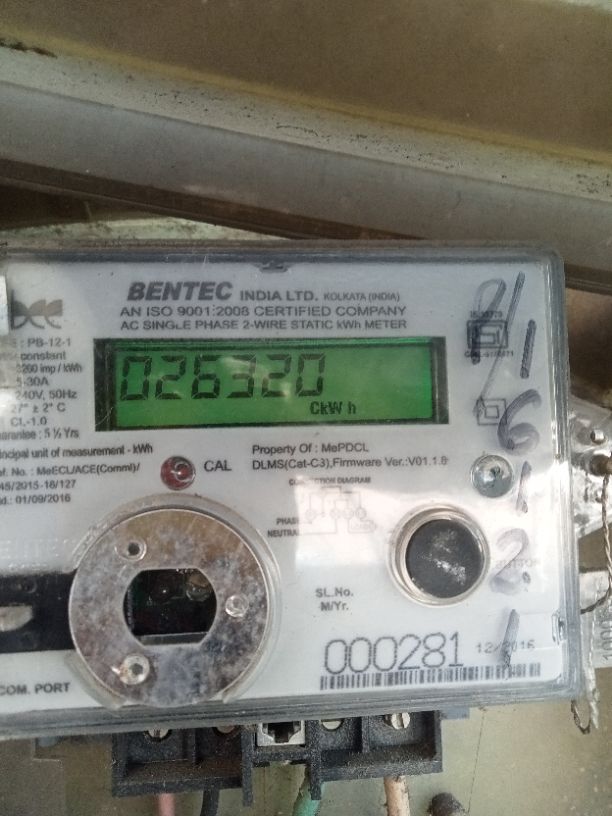 BENTEC INDIA LTD. KOLKATA (INDIA)
AN ISO 9001:2008 CERTIFIED COMPANY
AC SINGLE PHASE 2-WIRE STATIC kWh METER
: PB-12-1
constant
3200 imp / kWh
5-30A
240V, 50Hz
27° ± 2° C
CL-1.0
5 ½ Yrs
026320
CkWh
unit of measurement - kWh
Property Of : MePDCL
No. : MeECL/ACE(Comml)/
45/2015-16/127
: 01/09/2016
CAL
DLMS(Cat-C3),Firmware Ver.:V01.1.8
CONNECTION DIAGRAM
PHASE
NEUTRAL
SL.No.
M/Yr.
000281 12/2016
COM. PORT